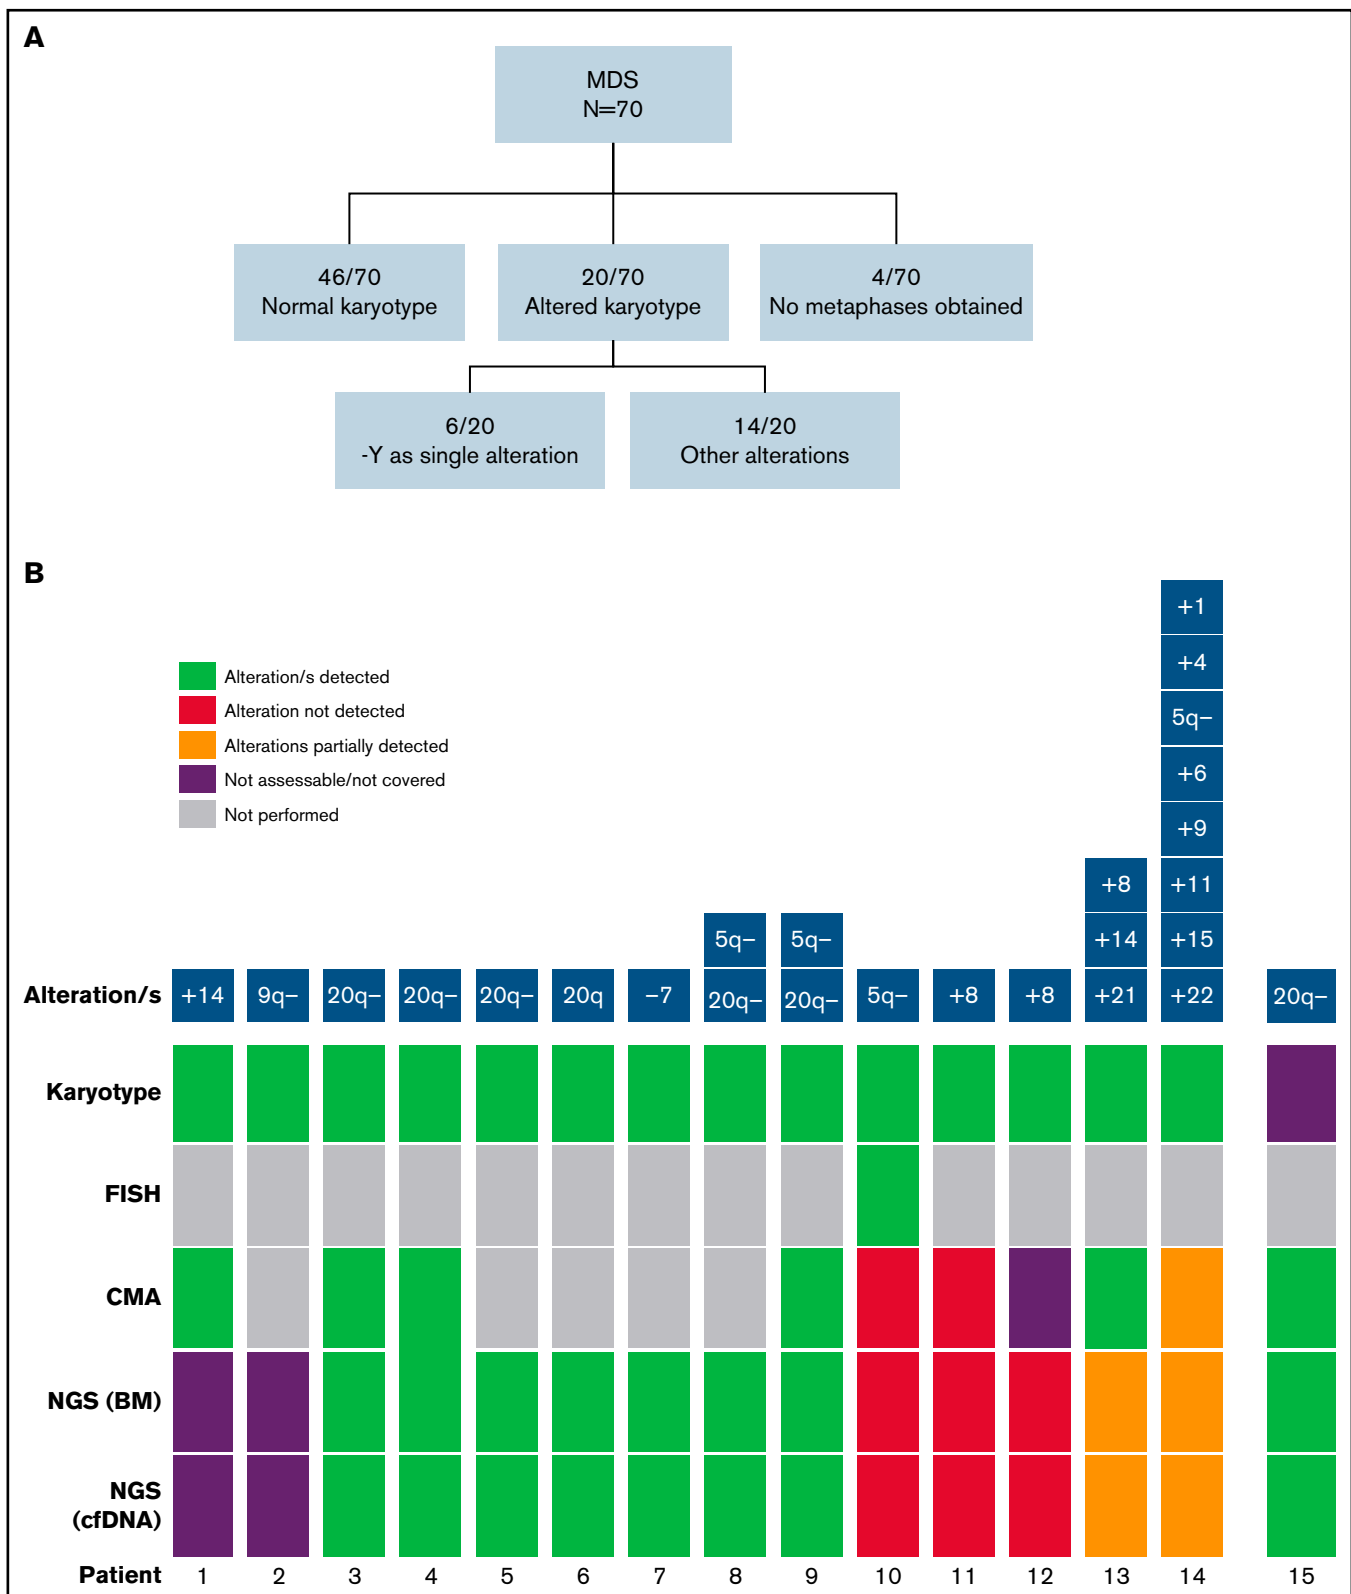 A
MDS
N=70
46/70
Normal karyotype
20/70
Altered karyotype
4/70
No metaphases obtained
6/20
-Y as single alteration
14/20
Other alterations
B
Alteration/s detected
Alteration not detected
Alterations partially detected
Not assessable/not covered
Not performed
+1
+4
5q−
+6
+9
+8 +11
5q− 5q− +14 +15
Alteration/s +14 9q− 20q− 20q− 20q− 20q −7 20q− 20q− 5q− +8 +8 +21 +22 20q−
Karyotype
FISH
CMA
NGS (BM)
NGS
(cfDNA)
Patient 1 2 3 4 5 6 7 8 9 10 11 12 13 14 15